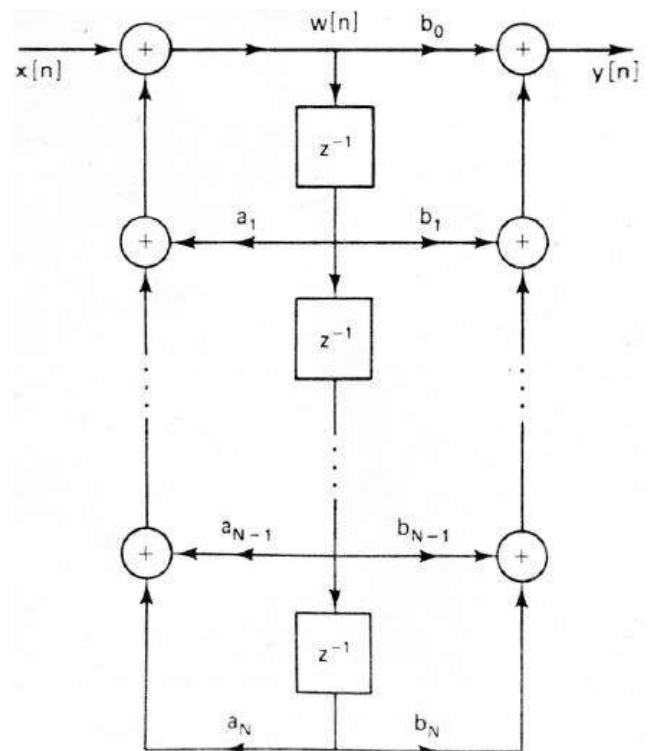 w[n] b₀
+ +
x[n] y[n]
z⁻¹
a₁ b₁
+ +
z⁻¹
aN−1 bN−1
+ +
z⁻¹
aN bN